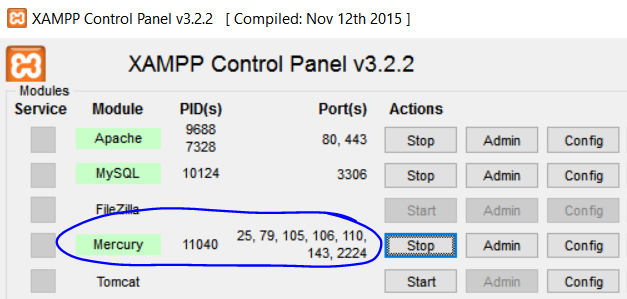 XAMPP Control Panel v3.2.2 [ Compiled: Nov 12th 2015 ]
XAMPP Control Panel v3.2.2
Modules
Service Module PID(s) Port(s) Actions
Apache 9688 7328 80, 443 Stop Admin Config
MySQL 10124 3306 Stop Admin Config
FileZilla Start Admin Config
Mercury 11040 25, 79, 105, 106, 110, 143, 2224 Stop Admin Config
Tomcat Start Admin Config